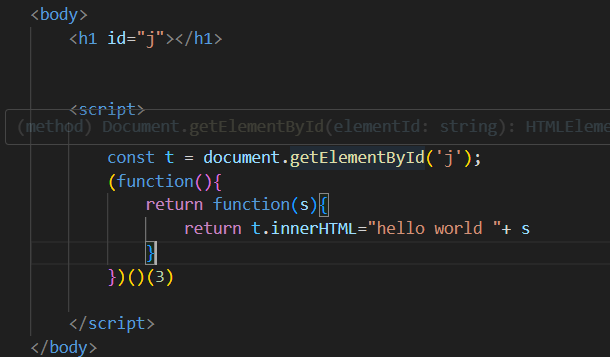 <body>
<h1 id="j"></h1>
<script>
(method) Document.getElementById(elementId: string): HTMLEleme
const t = document.getElementById('j');
(function(){
return function(s){
return t.innerHTML="hello world "+ s
}
})()(3)
</script>
</body>